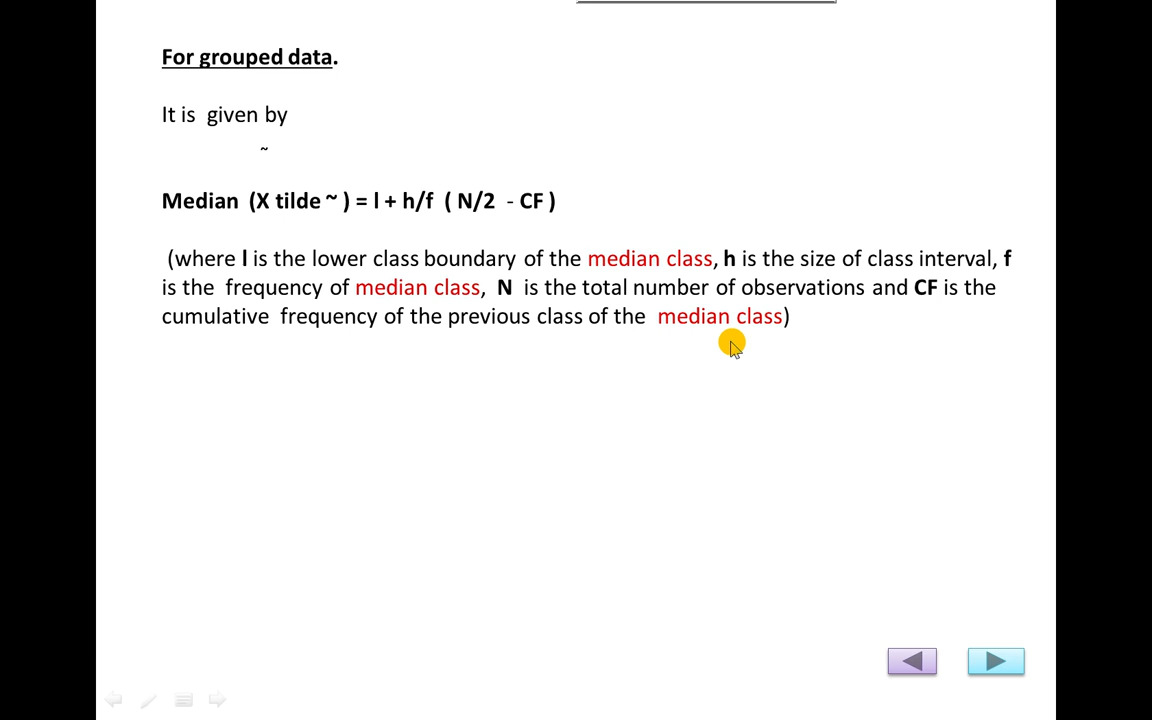 For grouped data.
It is given by
~
Median (X tilde ~ ) = l + h/f ( N/2 - CF )
(where l is the lower class boundary of the median class, h is the size of class interval, f
is the frequency of median class, N is the total number of observations and CF is the
cumulative frequency of the previous class of the median class)